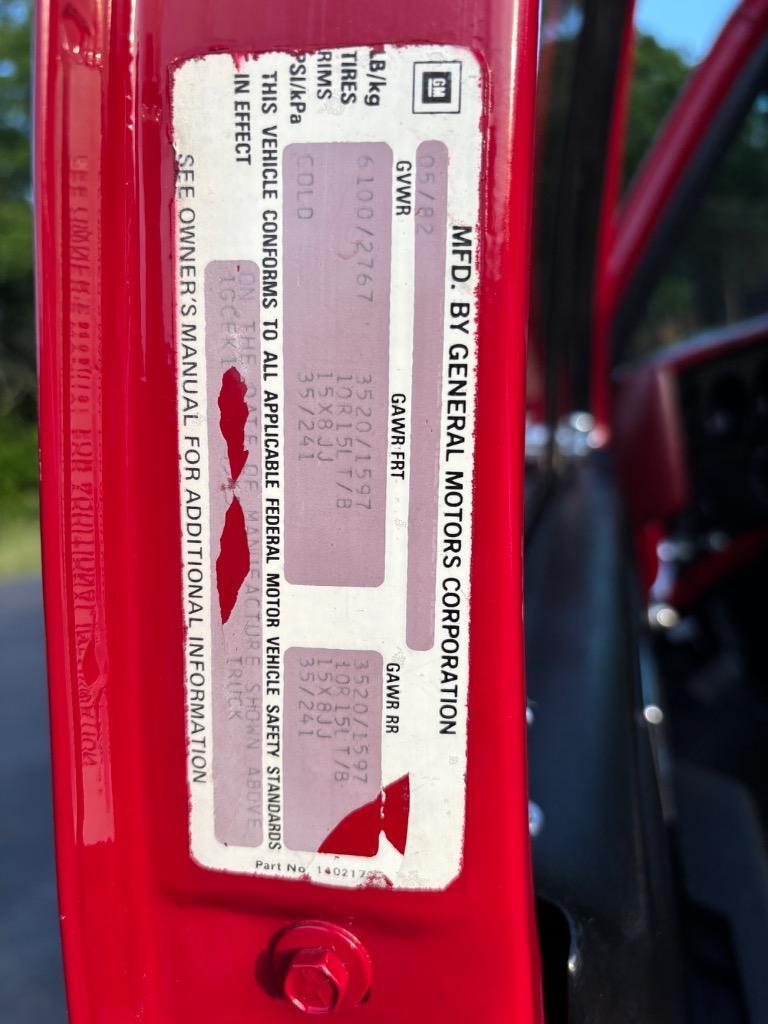 GM
MFD. BY GENERAL MOTORS CORPORATION
05/82
GVWR GAWR FRT GAWR RR
LB/kg 6100/2767 3520/1597 3520/1597
TIRES 10R15LT/B 10R15LT/B
RIMS 15X8JJ 15X8JJ
PSI/kPa COLD 35/241 35/241
THIS VEHICLE CONFORMS TO ALL APPLICABLE FEDERAL MOTOR VEHICLE SAFETY STANDARDS
IN EFFECT ON THE DATE OF MANUFACTURE SHOWN ABOVE
TRUCK
SEE OWNER'S MANUAL FOR ADDITIONAL INFORMATION
Part No